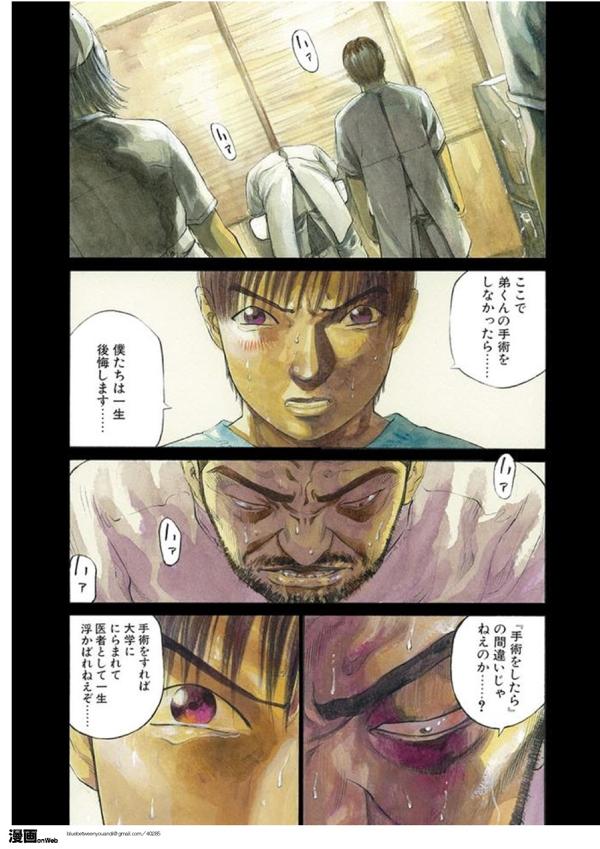 ハァ
ハァ
ここで
弟くんの手術を
しなかったら……
僕たちは一生
後悔します……
ハァ
ハァ
ハァ
『手術をしたら』
の間違いじゃ
ねえのか……？
手術をすれば
大学に
にらまれて
医者として一生
浮かばれねえぞ……
漫画onWeb
bluebetweenyouandi@gmail.com/40285